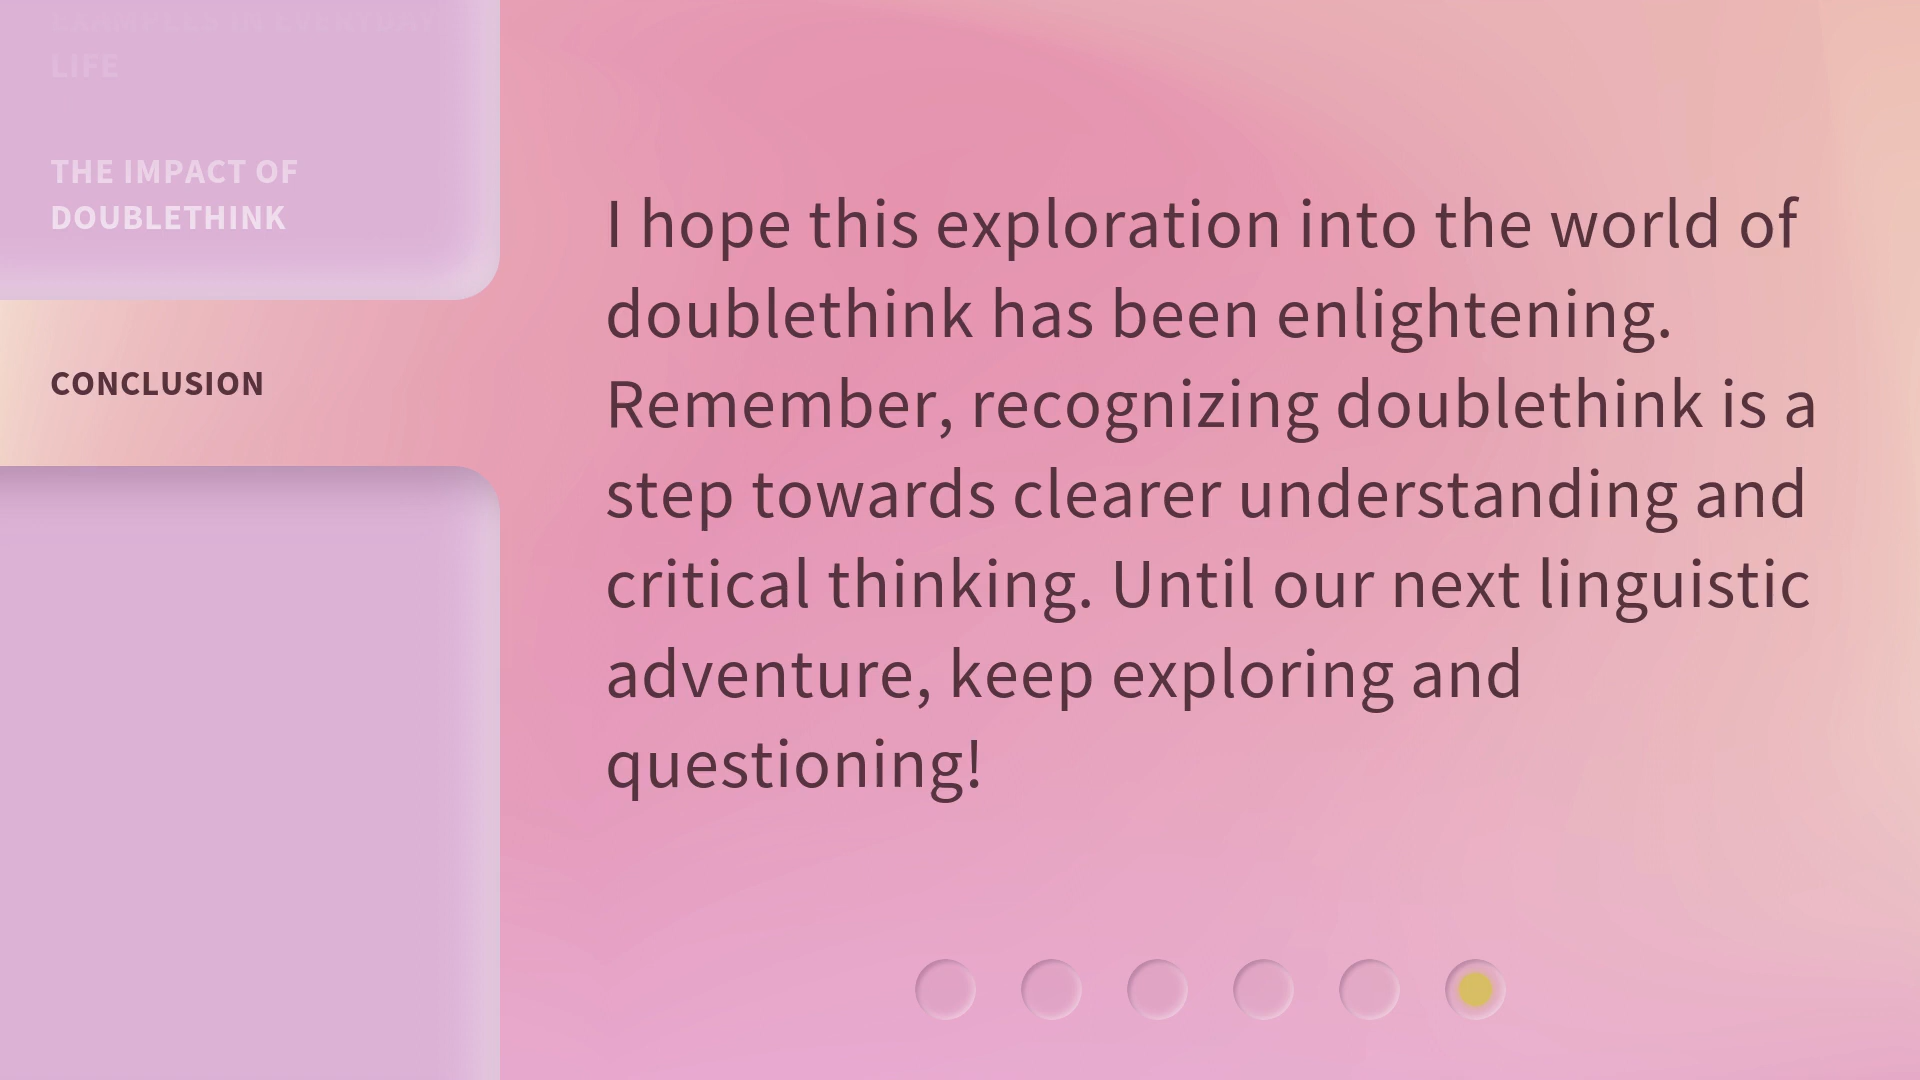 LIFE
THE IMPACT OF
DOUBLETHINK
CONCLUSION
I hope this exploration into the world of
doublethink has been enlightening.
Remember, recognizing doublethink is a
step towards clearer understanding and
critical thinking. Until our next linguistic
adventure, keep exploring and
questioning!